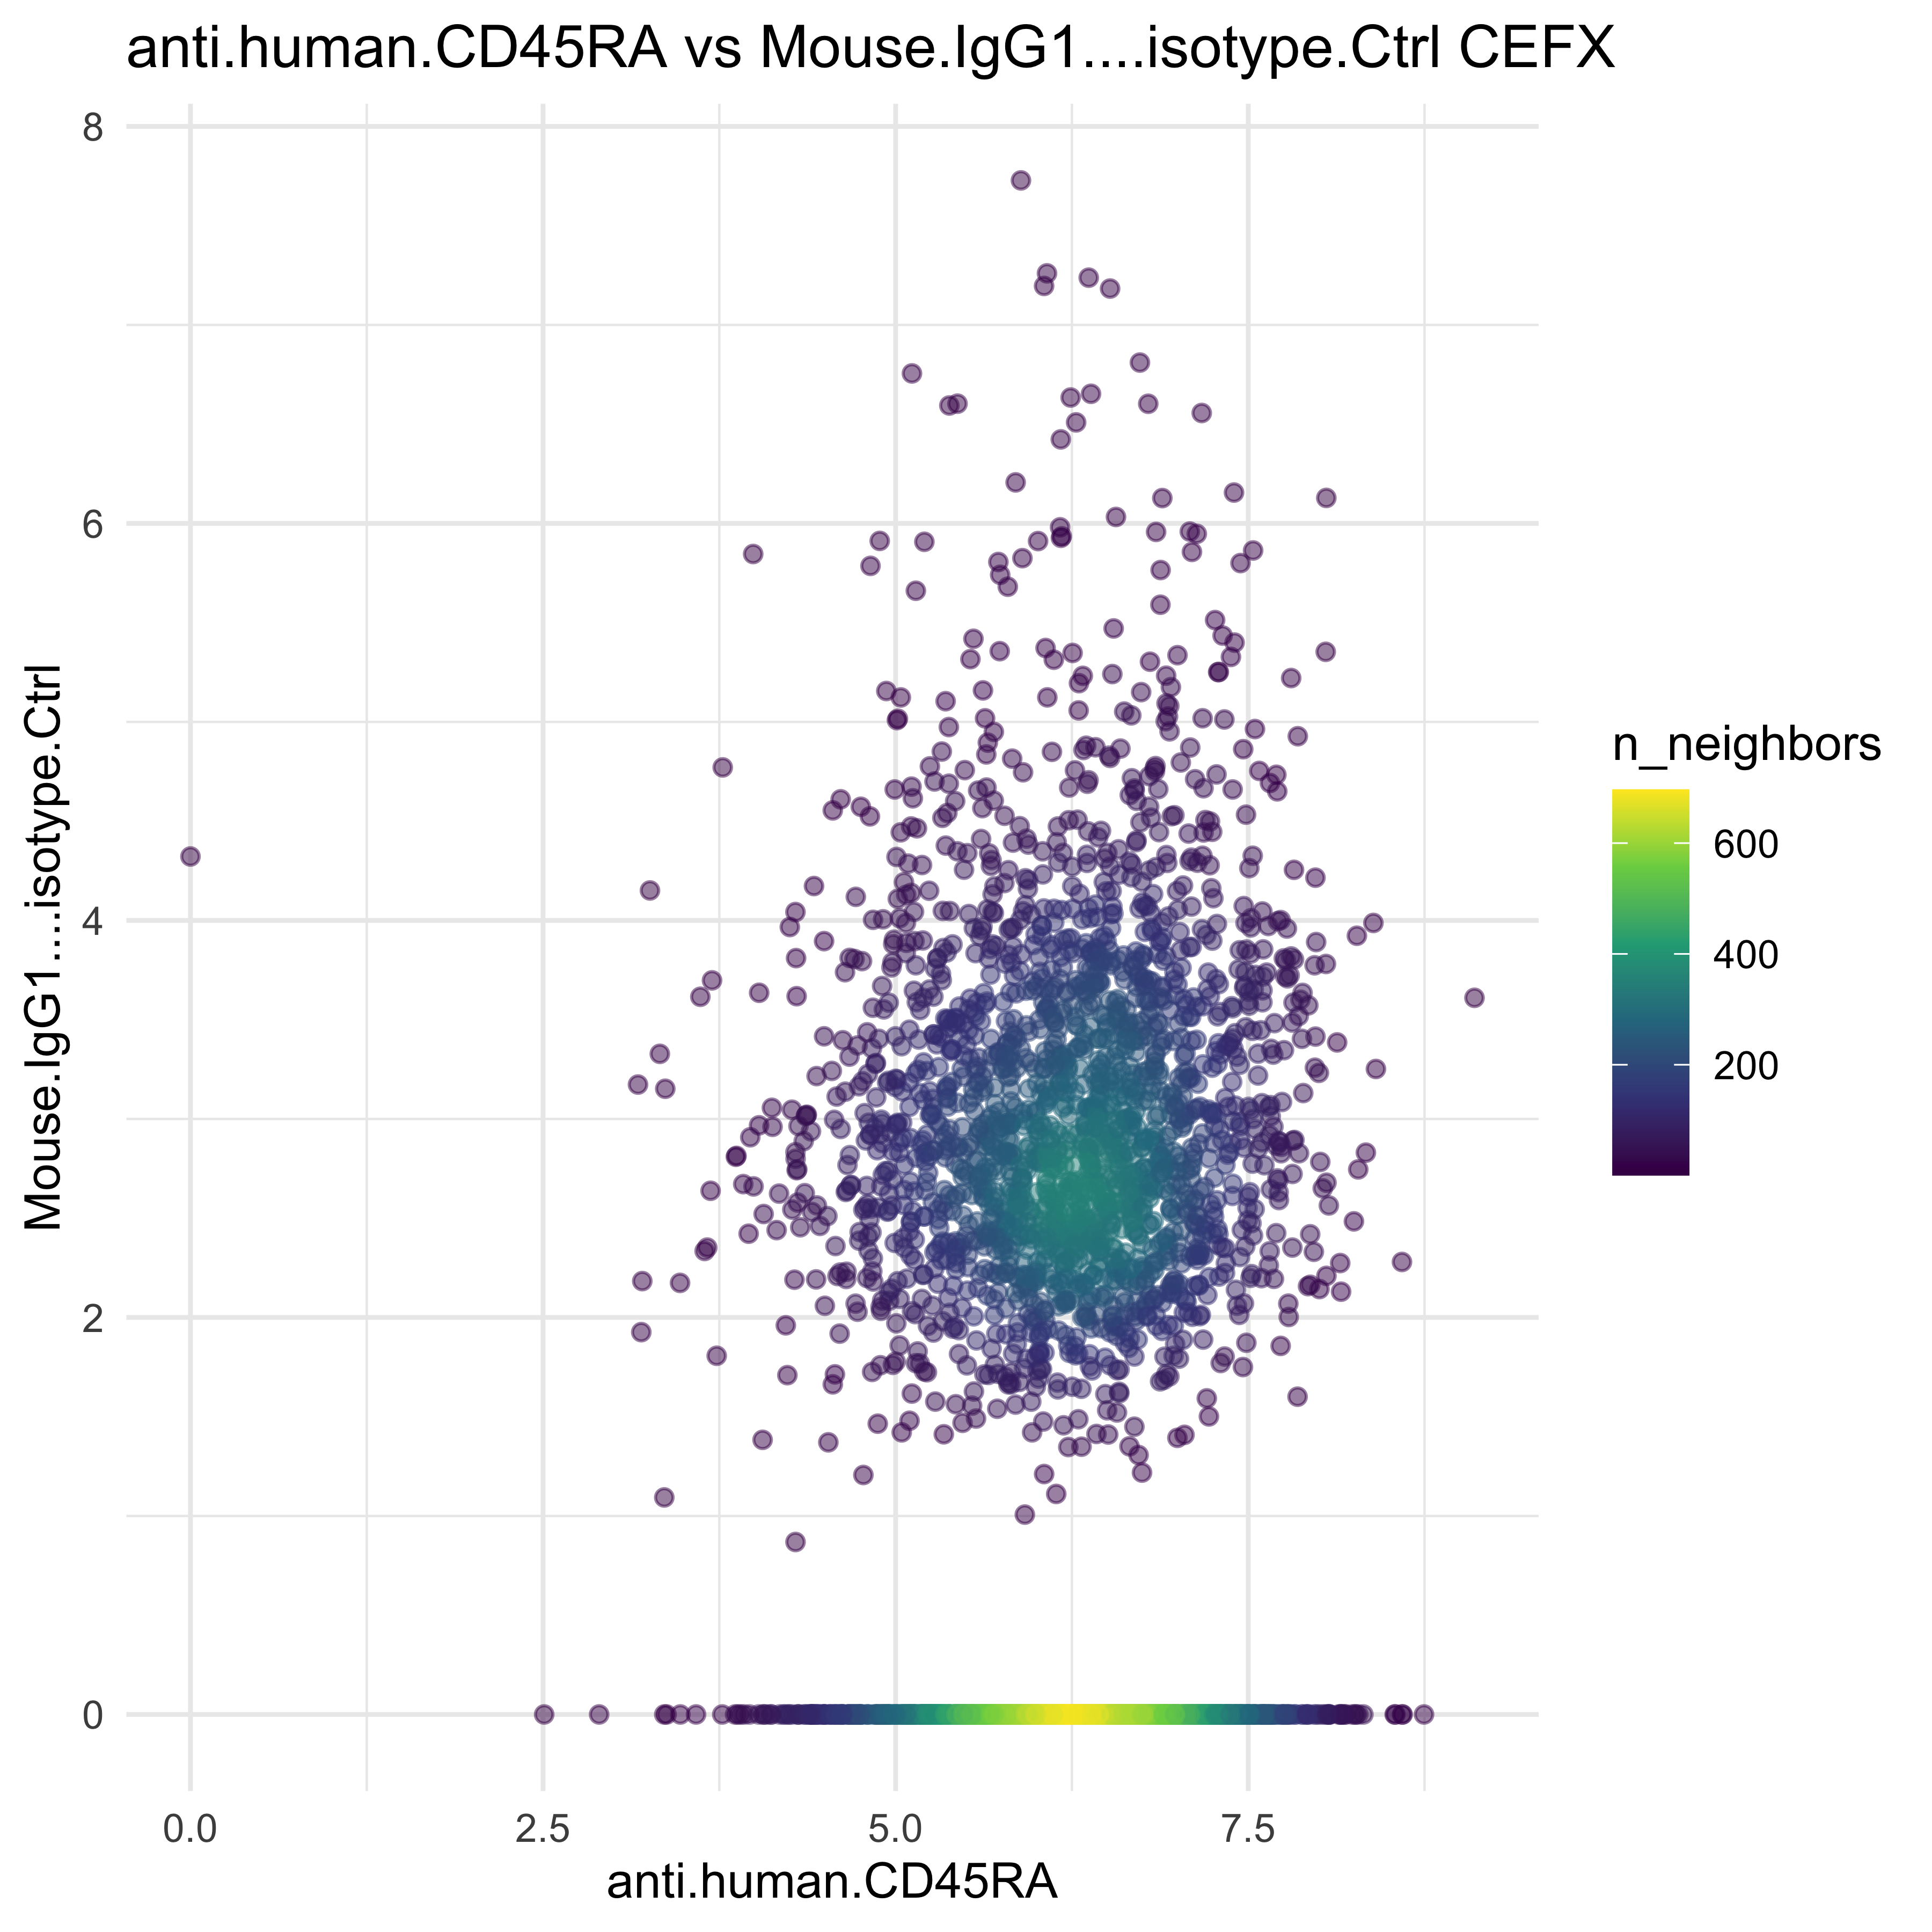 anti.human.CD45RA vs Mouse.IgG1....isotype.Ctrl CEFX
8
6
4
2
0
Mouse.IgG1....isotype.Ctrl
0.0 2.5 5.0 7.5
anti.human.CD45RA
n_neighbors
600
400
200